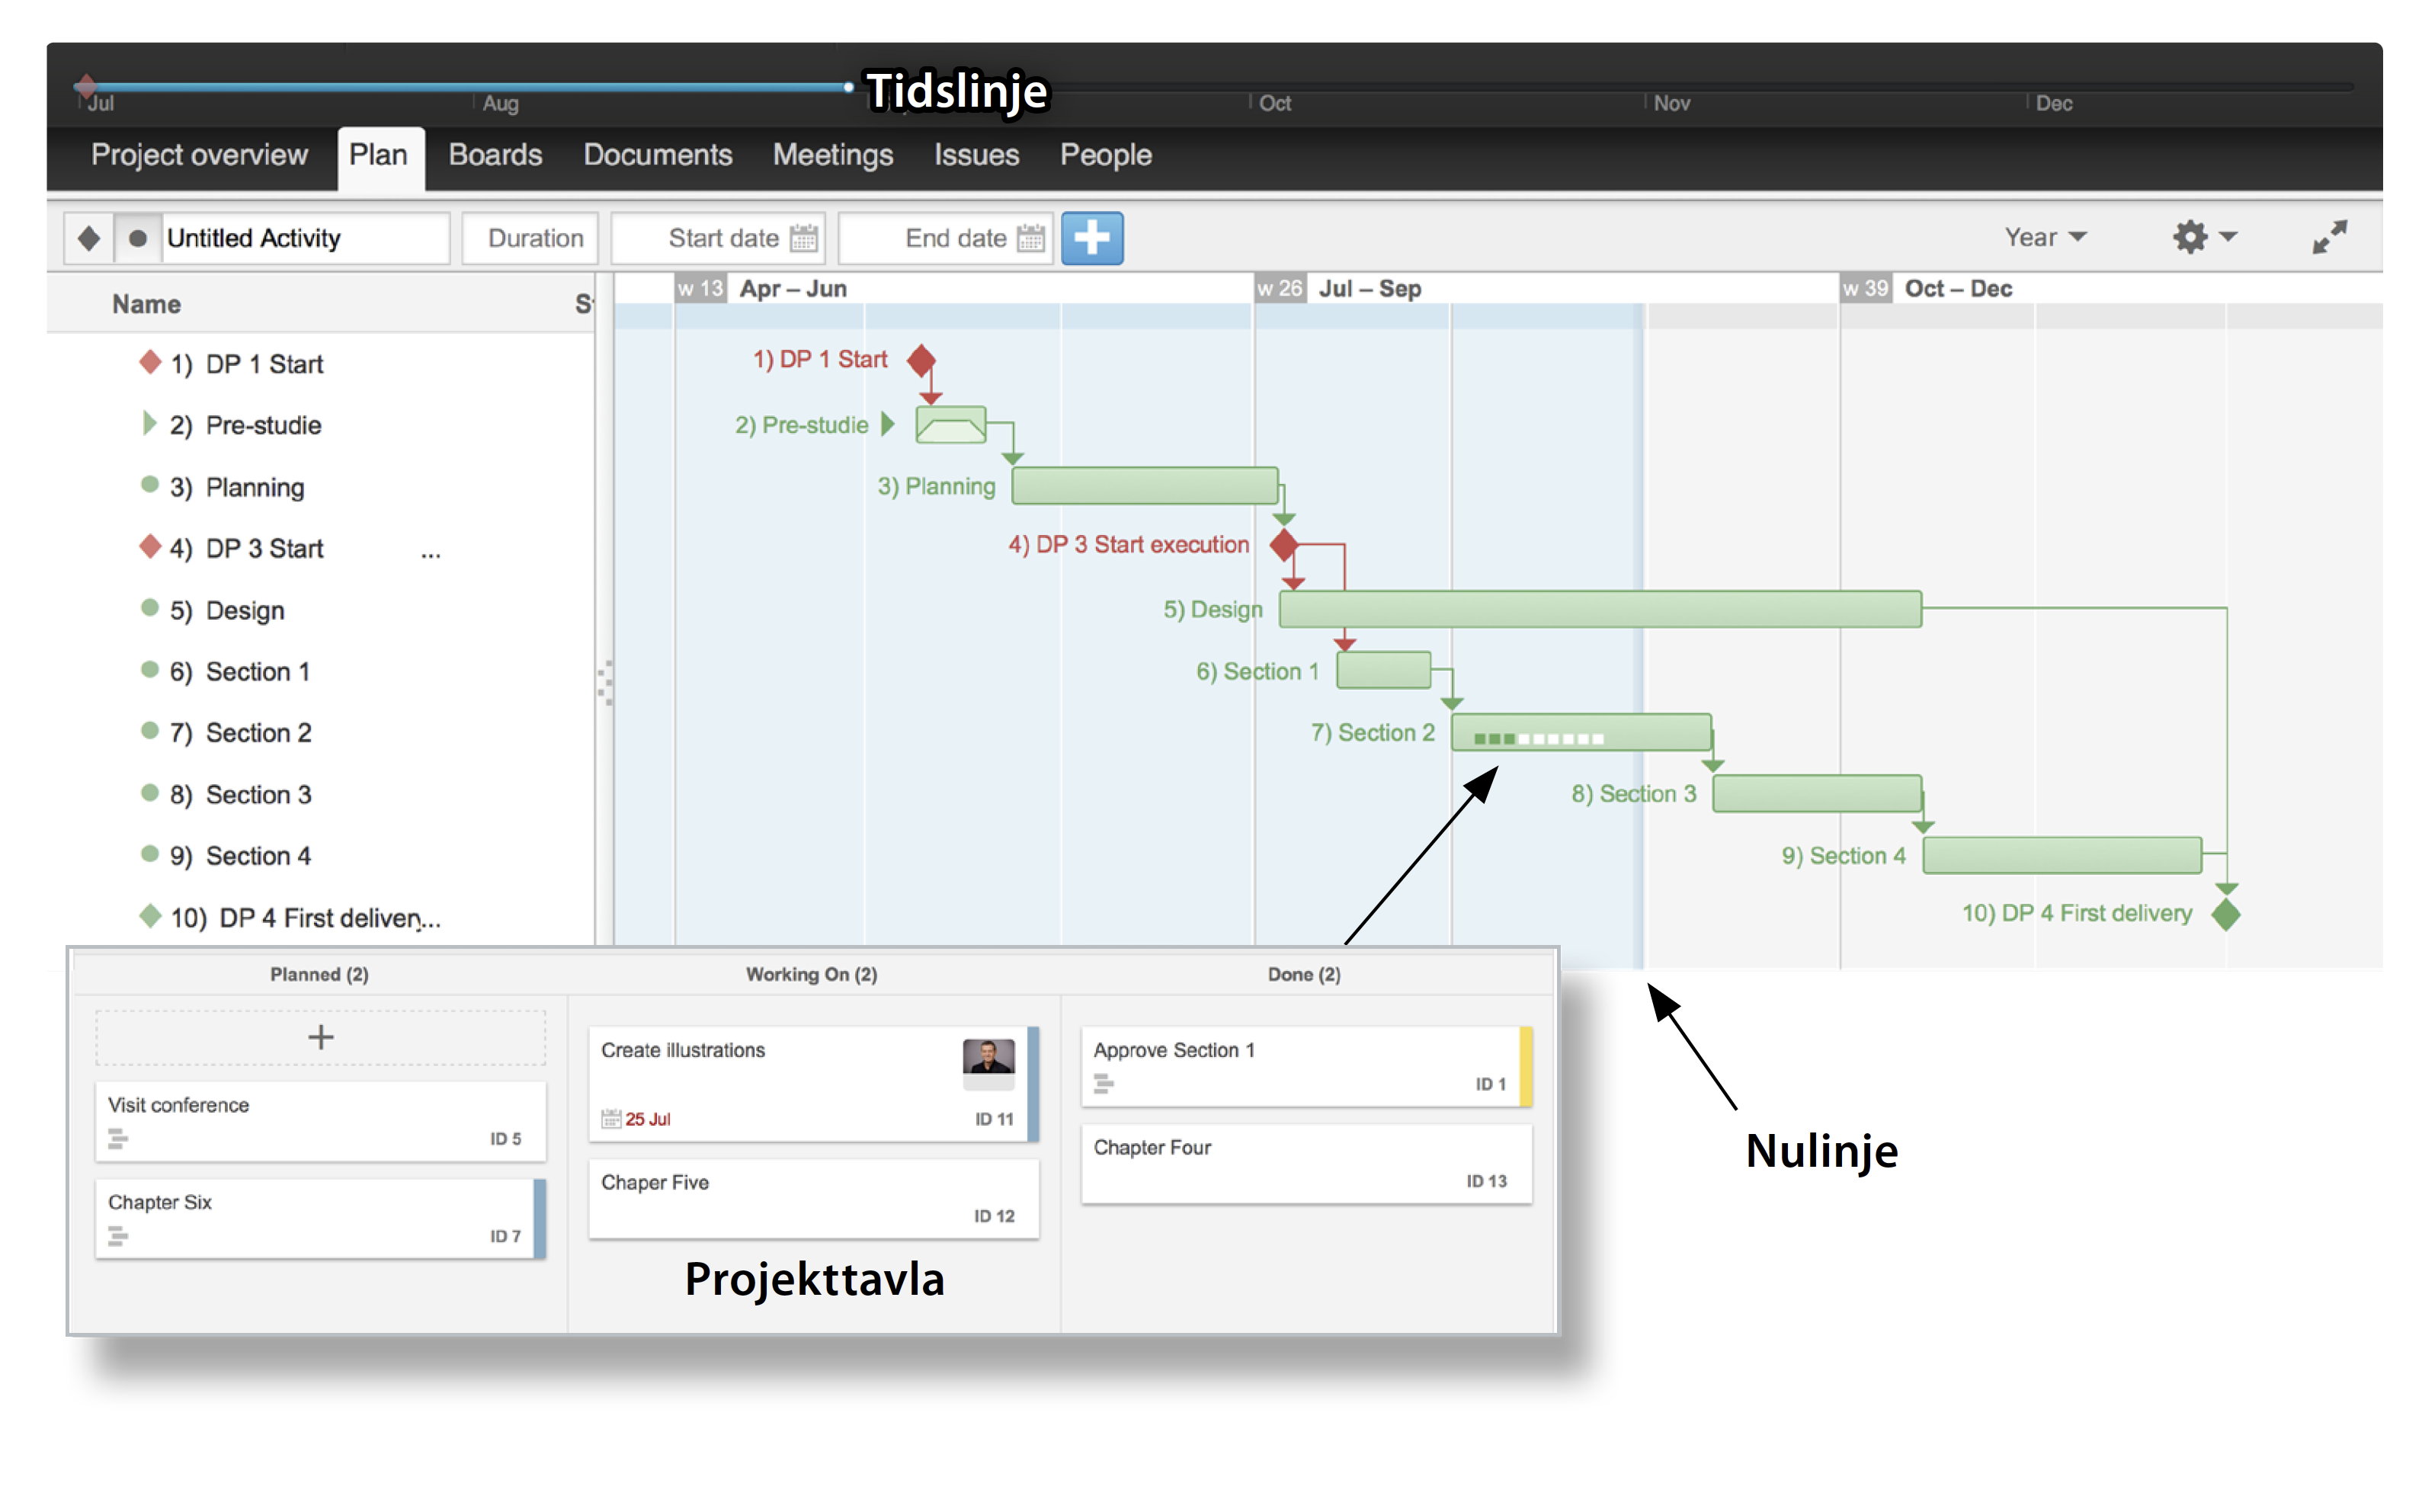 Tidslinje
Jul Aug Oct Nov Dec
Project overview Plan Boards Documents Meetings Issues People
Untitled Activity Duration Start date End date Year
Name w 13 Apr – Jun w 26 Jul – Sep w 39 Oct – Dec
1) DP 1 Start
2) Pre-studie
3) Planning
4) DP 3 Start ...
5) Design
6) Section 1
7) Section 2
8) Section 3
9) Section 4
10) DP 4 First deliver...
1) DP 1 Start
2) Pre-studie
3) Planning
4) DP 3 Start execution
5) Design
6) Section 1
7) Section 2
8) Section 3
9) Section 4
10) DP 4 First delivery
Planned (2)
+
Visit conference
ID 5
Chapter Six
ID 7
Working On (2)
Create illustrations
25 Jul ID 11
Chaper Five
ID 12
Done (2)
Approve Section 1
ID 1
Chapter Four
ID 13
Projekttavla
Nulinje